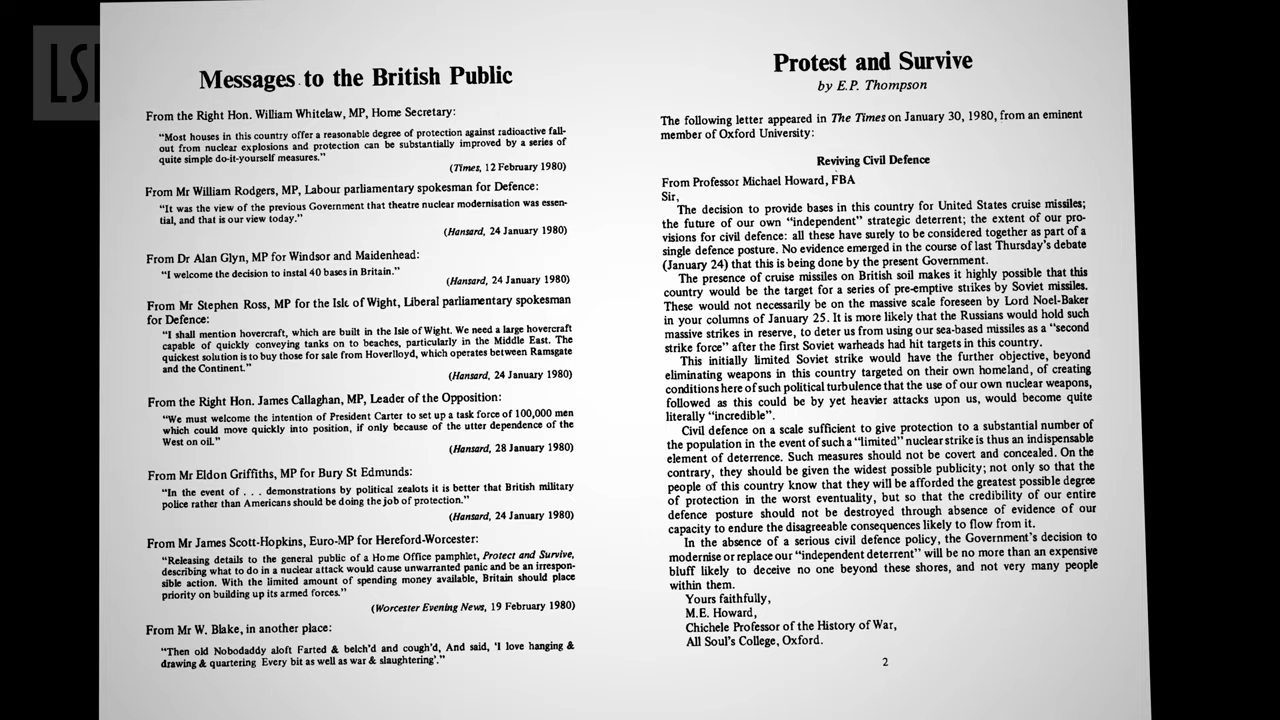 LSE
Messages to the British Public
From the Right Hon. William Whitelaw, MP, Home Secretary:
“Most houses in this country offer a reasonable degree of protection against radioactive fall-
out from nuclear explosions and protection can be substantially improved by a series of
quite simple do-it-yourself measures.”
(Times, 12 February 1980)
From Mr William Rodgers, MP, Labour parliamentary spokesman for Defence:
“It was the view of the previous Government that theatre nuclear modernisation was essen-
tial, and that is our view today.”
(Hansard, 24 January 1980)
From Dr Alan Glyn, MP for Windsor and Maidenhead:
“I welcome the decision to instal 40 bases in Britain.”
(Hansard, 24 January 1980)
From Mr Stephen Ross, MP for the Isle of Wight, Liberal parliamentary spokesman
for Defence:
“I shall mention hovercraft, which are built in the Isle of Wight. We need a large hovercraft
capable of quickly conveying tanks on to beaches, particularly in the Middle East. The
quickest solution is to buy those for sale from Hoverlloyd, which operates between Ramsgate
and the Continent.”
(Hansard, 24 January 1980)
From the Right Hon. James Callaghan, MP, Leader of the Opposition:
“We must welcome the intention of President Carter to set up a task force of 100,000 men
which could move quickly into position, if only because of the utter dependence of the
West on oil.”
(Hansard, 28 January 1980)
From Mr Eldon Griffiths, MP for Bury St Edmunds:
“In the event of . . . demonstrations by political zealots it is better that British military
police rather than Americans should be doing the job of protection.”
(Hansard, 24 January 1980)
From Mr James Scott-Hopkins, Euro-MP for Hereford-Worcester:
“Releasing details to the general public of a Home Office pamphlet, Protect and Survive,
describing what to do in a nuclear attack would cause unwarranted panic and be an irrespon-
sible action. With the limited amount of spending money available, Britain should place
priority on building up its armed forces.”
(Worcester Evening News, 19 February 1980)
From Mr W. Blake, in another place:
“Then old Nobodaddy aloft Farted & belch’d and cough’d, And said, ‘I love hanging &
drawing & quartering Every bit as well as war & slaughtering’.”
Protest and Survive
by E.P. Thompson
The following letter appeared in The Times on January 30, 1980, from an eminent
member of Oxford University:
Reviving Civil Defence
From Professor Michael Howard, FBA
Sir,
The decision to provide bases in this country for United States cruise missiles;
the future of our own “independent” strategic deterrent; the extent of our pro-
visions for civil defence: all these have surely to be considered together as part of a
single defence posture. No evidence emerged in the course of last Thursday’s debate
(January 24) that this is being done by the present Government.
The presence of cruise missiles on British soil makes it highly possible that this
country would be the target for a series of pre-emptive strikes by Soviet missiles.
These would not necessarily be on the massive scale foreseen by Lord Noel-Baker
in your columns of January 25. It is more likely that the Russians would hold such
massive strikes in reserve, to deter us from using our sea-based missiles as a “second
strike force” after the first Soviet warheads had hit targets in this country.
This initially limited Soviet strike would have the further objective, beyond
eliminating weapons in this country targeted on their own homeland, of creating
conditions here of such political turbulence that the use of our own nuclear weapons,
followed as this could be by yet heavier attacks upon us, would become quite
literally “incredible”.
Civil defence on a scale sufficient to give protection to a substantial number of
the population in the event of such a “limited” nuclear strike is thus an indispensable
element of deterrence. Such measures should not be covert and concealed. On the
contrary, they should be given the widest possible publicity; not only so that the
people of this country know that they will be afforded the greatest possible degree
of protection in the worst eventuality, but so that the credibility of our entire
defence posture should not be destroyed through absence of evidence of our
capacity to endure the disagreeable consequences likely to flow from it.
In the absence of a serious civil defence policy, the Government’s decision to
modernise or replace our “independent deterrent” will be no more than an expensive
bluff likely to deceive no one beyond these shores, and not very many people
within them.
Yours faithfully,
M.E. Howard,
Chichele Professor of the History of War,
All Soul’s College, Oxford.
2